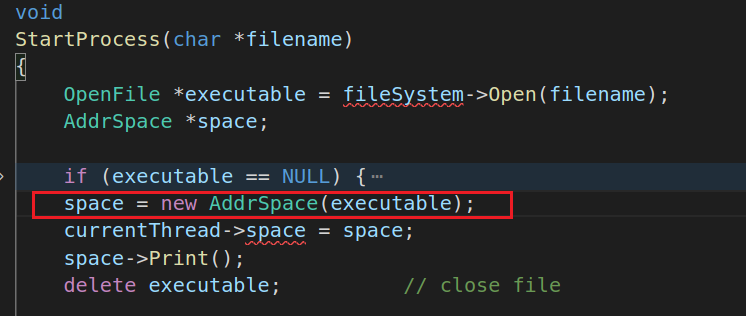 void
StartProcess(char *filename)
{
    OpenFile *executable = fileSystem->Open(filename);
    AddrSpace *space;
    if (executable == NULL) {⋯
    space = new AddrSpace(executable);
    currentThread->space = space;
    space->Print();
    delete executable;          // close file